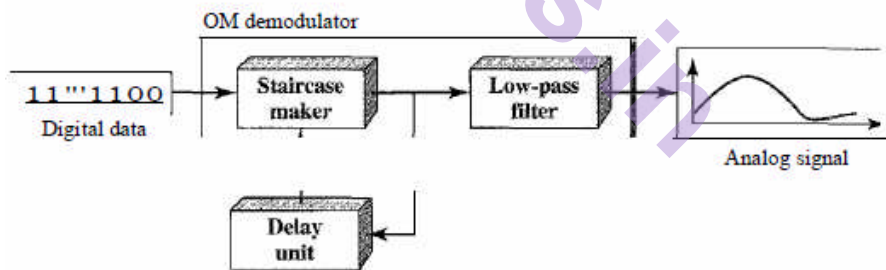 OM demodulator
Staircase
maker
Low-pass
filter
11"'1100
Digital data
Analog signal
Delay
unit